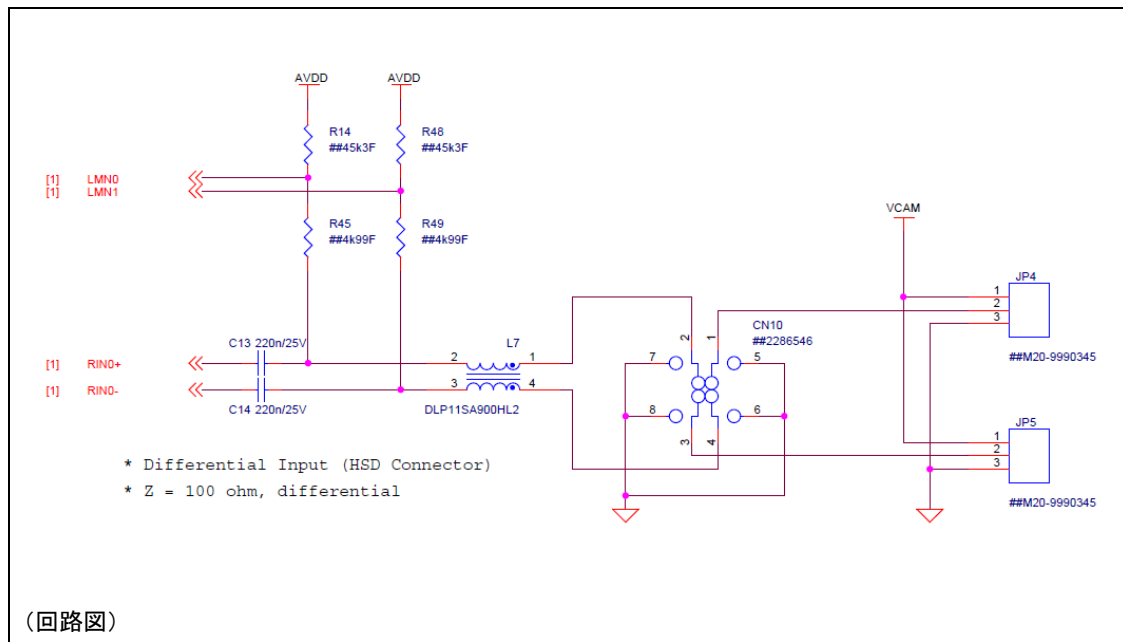 AVDD AVDD
R14
##45k3F
R48
##45k3F
[1] LMN0
[1] LMN1
R45
##4k99F
R49
##4k99F
VCAM
JP4
1
2
3
##M20-9990345
CN10
##2286546
2 1
7 5
8 6
3 4
C13 220n/25V
[1] RIN0+
[1] RIN0-
C14 220n/25V
L7
2 1
3 4
DLP11SA900HL2
JP5
1
2
3
##M20-9990345
* Differential Input (HSD Connector)
* Z = 100 ohm, differential
(回路図)